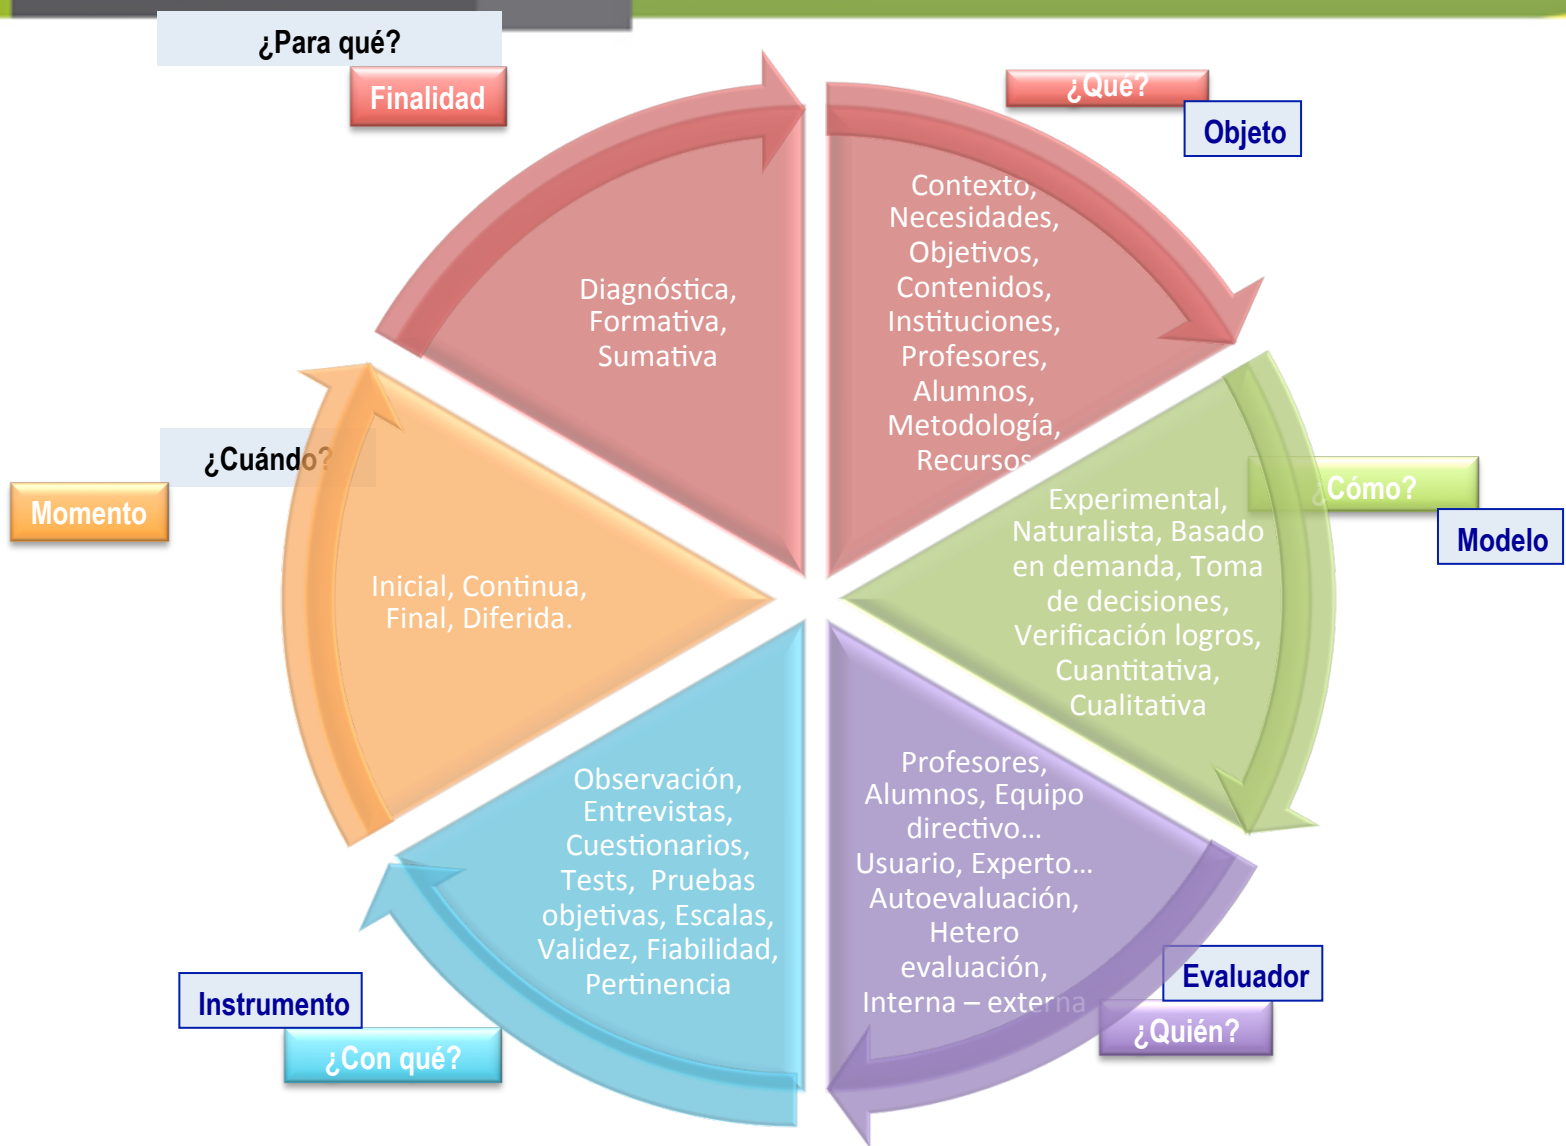 ¿Para qué?
Finalidad
¿Qué?
Objeto
Contexto,
Necesidades,
Objetivos,
Contenidos,
Instituciones,
Profesores,
Alumnos,
Metodología,
Recursos
Diagnóstica,
Formativa,
Sumativa
¿Cuándo?
Momento
Inicial, Continua,
Final, Diferida.
¿Cómo?
Modelo
Experimental,
Naturalista, Basado
en demanda, Toma
de decisiones,
Verificación logros,
Cuantitativa,
Cualitativa
Profesores,
Alumnos, Equipo
directivo...
Usuario, Experto...
Autoevaluación,
Hetero
evaluación,
Interna – externa
Evaluador
¿Quién?
Observación,
Entrevistas,
Cuestionarios,
Tests, Pruebas
objetivas, Escalas,
Validez, Fiabilidad,
Pertinencia
Instrumento
¿Con qué?